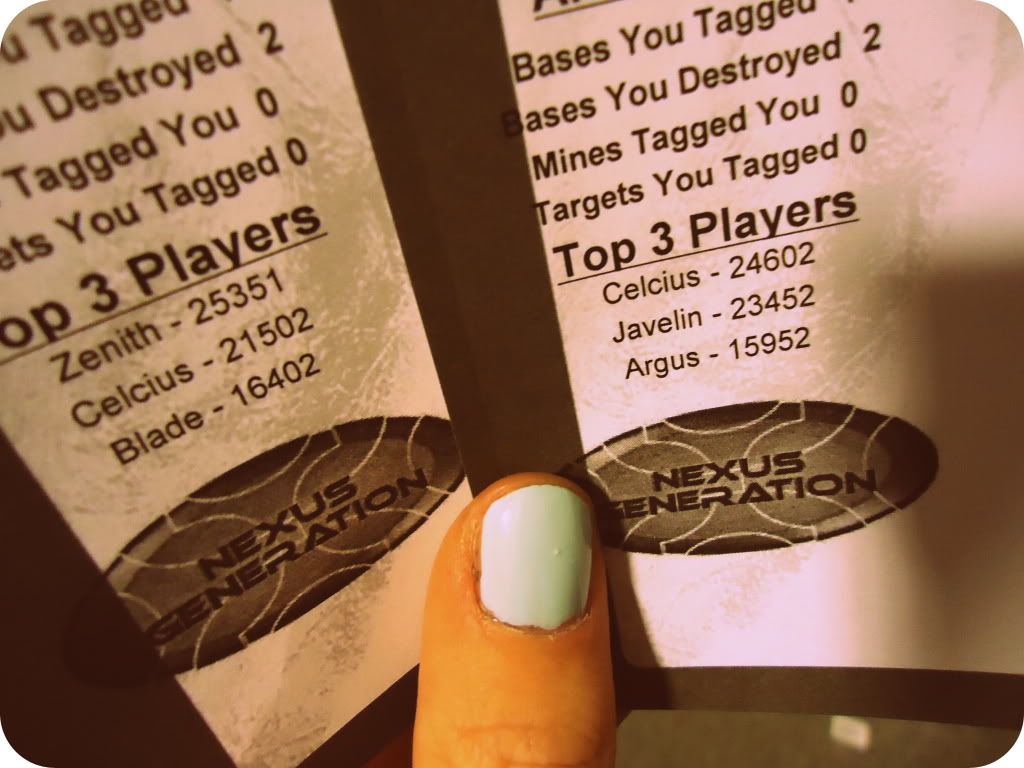 Tagged
Destroyed 2
Tagged You 0
You Tagged 0
Top 3 Players
Zenith - 25351
Celcius - 21502
Blade - 16402
NEXUS
GENERATION
Bases You Tagged
Bases You Destroyed 2
Mines Tagged You 0
Targets You Tagged 0
Top 3 Players
Celcius - 24602
Javelin - 23452
Argus - 15952
NEXUS
GENERATION